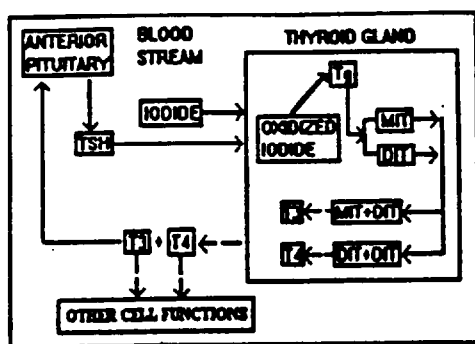 ANTERIOR
PITUITARY
BLOOD
STREAM
THYROID GLAND
IODIDE
TSH
Tg
OXIDIZED
IODIDE
MIT
DIT
T3
MIT+DIT
T4
DIT+DIT
T3 + T4
OTHER CELL FUNCTIONS